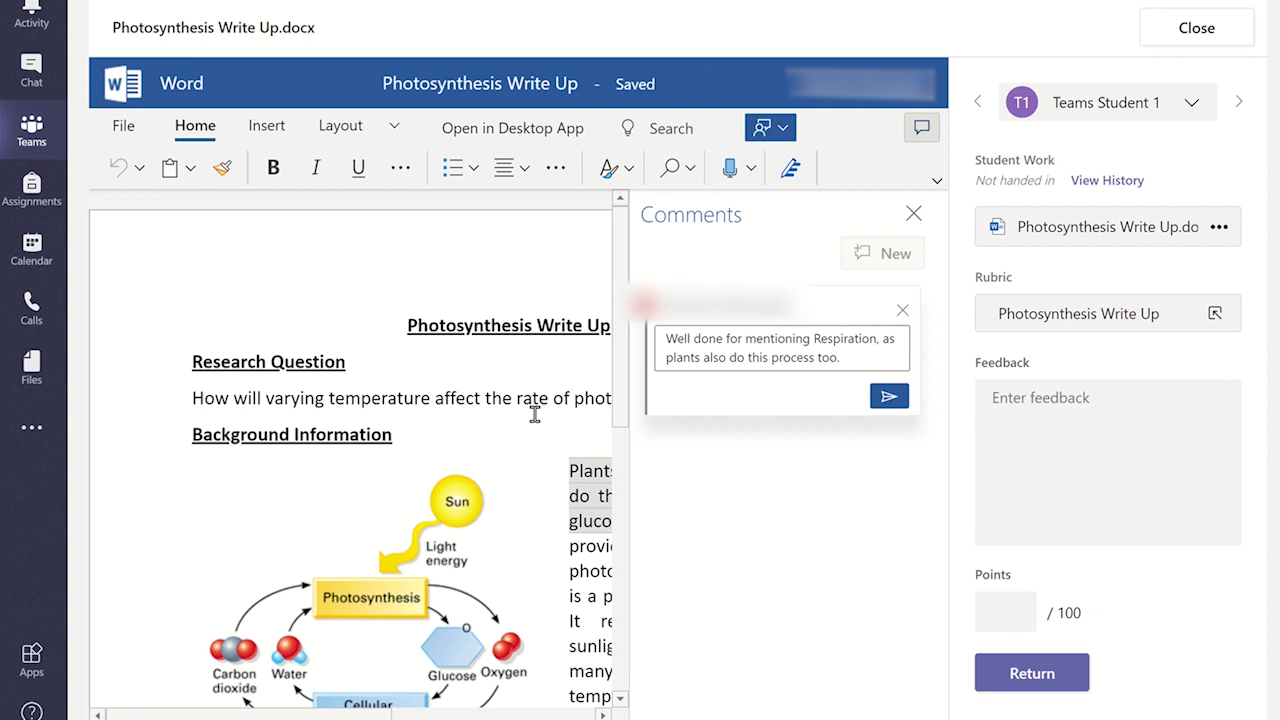 Activity
Chat
Teams
Assignments
Calendar
Calls
Files
Apps
Photosynthesis Write Up.docx
Close
W
Word
Photosynthesis Write Up - Saved
File
Home
Insert
Layout
Open in Desktop App
Search
B I U
Photosynthesis Write Up
Research Question
How will varying temperature affect the rate of phot
Background Information
Sun
Light
energy
Photosynthesis
Carbon
dioxide
Water
O
Glucose
Oxygen
Cellular
Plants
do th
gluco
provi
photo
is a p
It re
sunlig
many
temp
Comments
New
Well done for mentioning Respiration, as
plants also do this process too.
T1
Teams Student 1
Student Work
Not handed in
View History
Photosynthesis Write Up.do
Rubric
Photosynthesis Write Up
Feedback
Enter feedback
Points
/ 100
Return